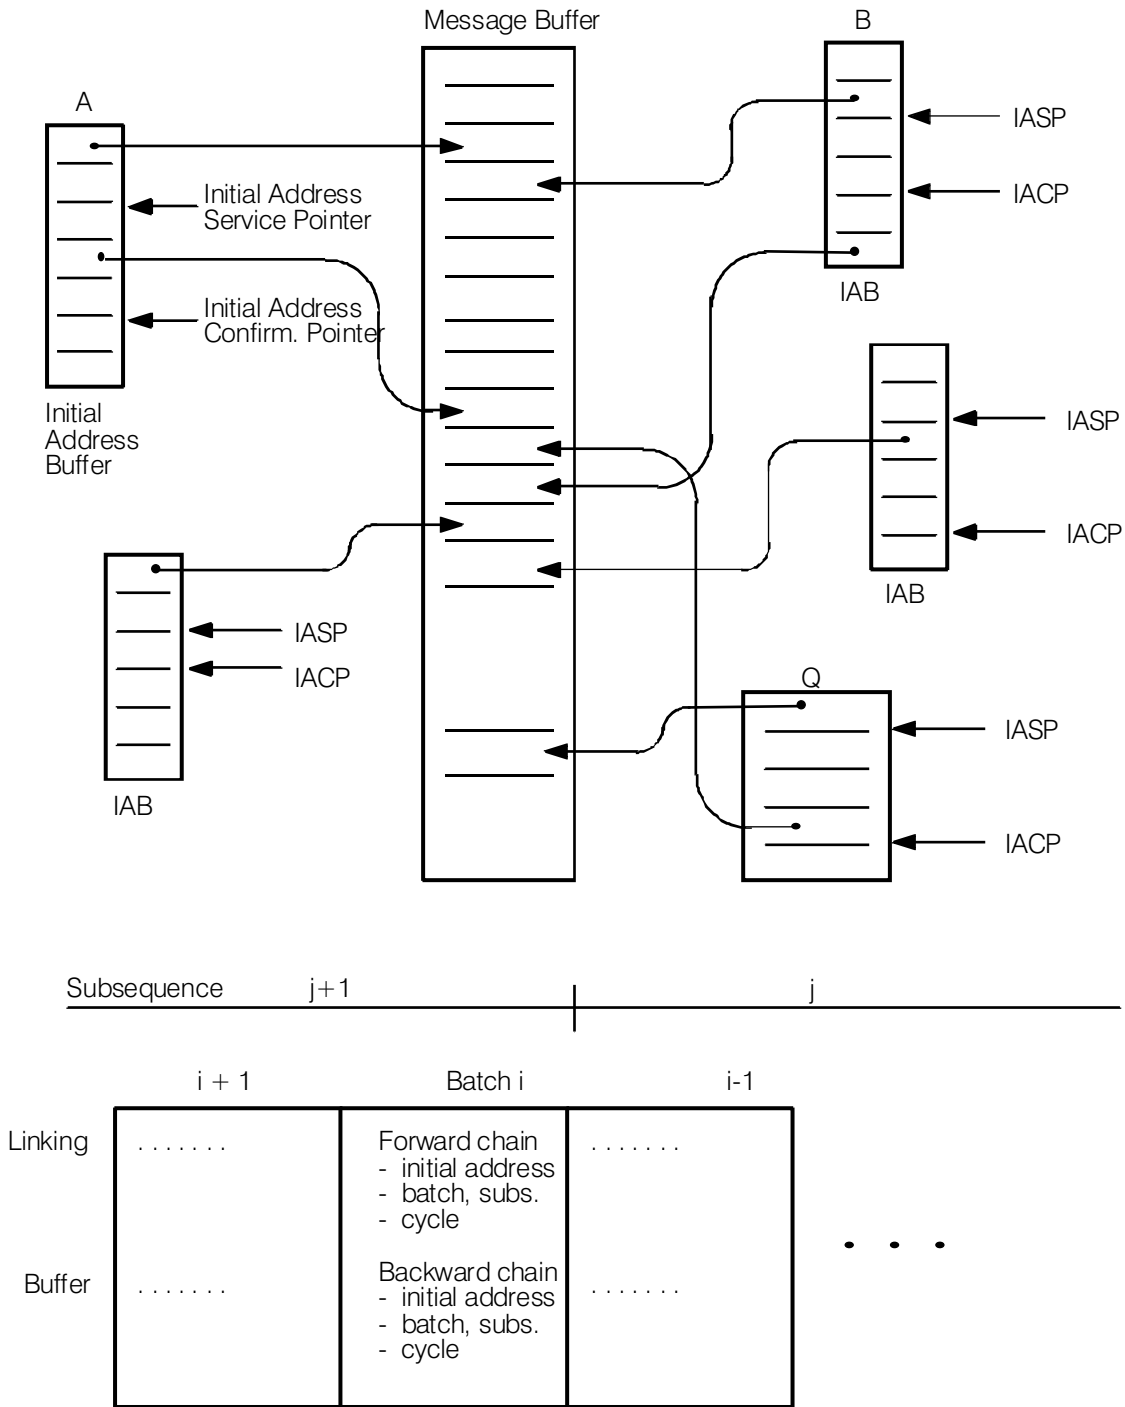 Message Buffer
B
A
IASP
Initial Address
Service Pointer
IACP
IAB
Initial Address
Confirm. Pointer
Initial
Address
Buffer
IASP
IACP
IAB
IASP
IACP
IAB
Q
IASP
IACP
Subsequence j+1 j
i + 1 Batch i i-1
Linking . . . . . . . Forward chain . . . . . . .
- initial address
- batch, subs.
- cycle
. . .
Backward chain
Buffer . . . . . . . - initial address . . . . . . .
- batch, subs.
- cycle